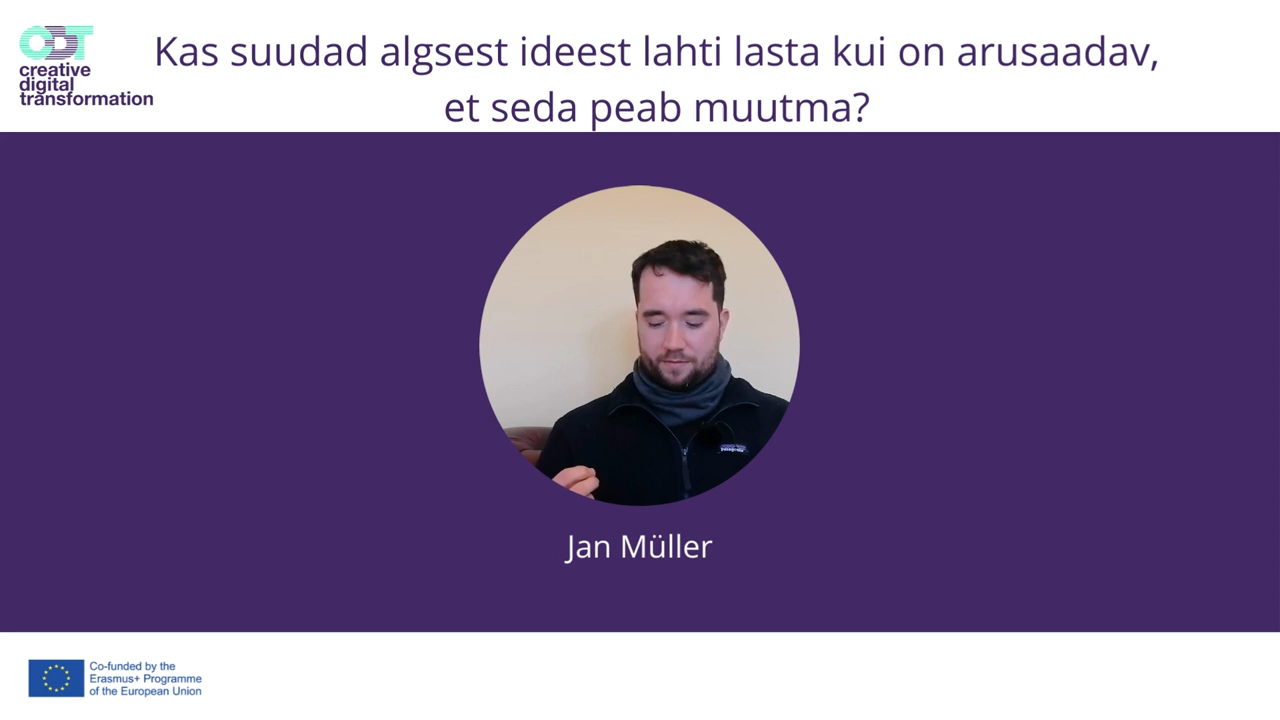 CDT
creative
digital
transformation
Kas suudad algsest ideest lahti lasta kui on arusaadav,
et seda peab muutma?
Jan Müller
Co-funded by the
Erasmus+ Programme
of the European Union